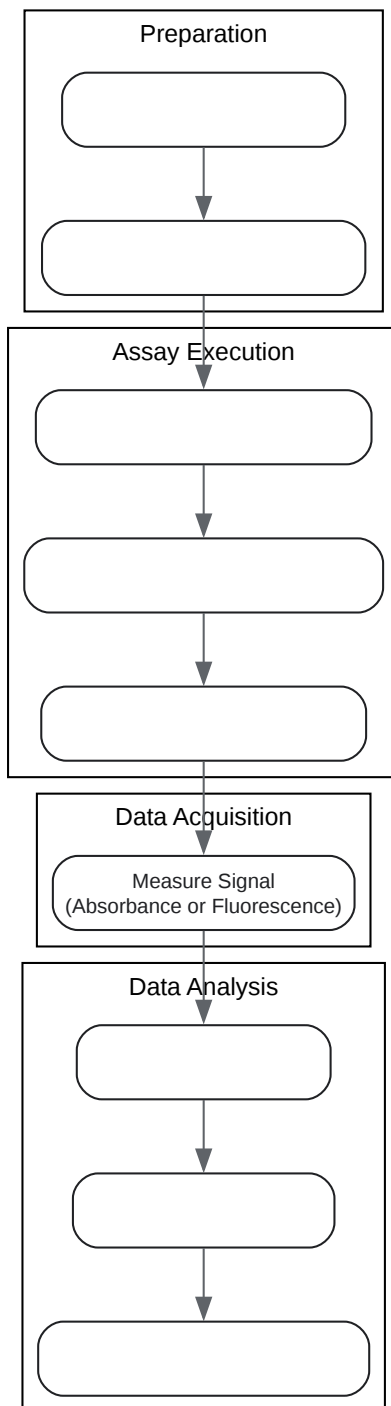 Preparation
Assay Execution
Data Acquisition
Measure Signal
(Absorbance or Fluorescence)
Data Analysis